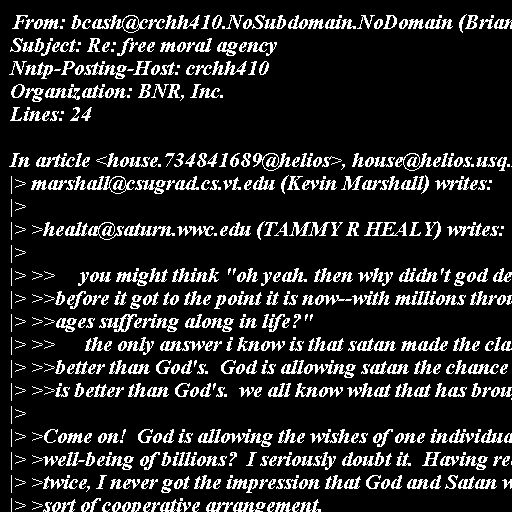 From: bcash@crchh410.NoSubdomain.NoDomain (Brian
Subject: Re: free moral agency
Nntp-Posting-Host: crchh410
Organization: BNR, Inc.
Lines: 24

In article <house.734841689@helios>, house@helios.usq.
|> marshall@csugrad.cs.vt.edu (Kevin Marshall) writes:
|>
|> >healta@saturn.wwc.edu (TAMMY R HEALY) writes:
|>
|> >>     you might think "oh yeah. then why didn't god de
|> >>before it got to the point it is now--with millions throu
|> >>ages suffering along in life?"
|> >>      the only answer i know is that satan made the cla
|> >>better than God's.  God is allowing satan the chance
|> >>is better than God's.  we all know what that has brou
|>
|> >Come on!  God is allowing the wishes of one individua
|> >well-being of billions?  I seriously doubt it.  Having re
|> >twice, I never got the impression that God and Satan w
|> >sort of cooperative arrangement.